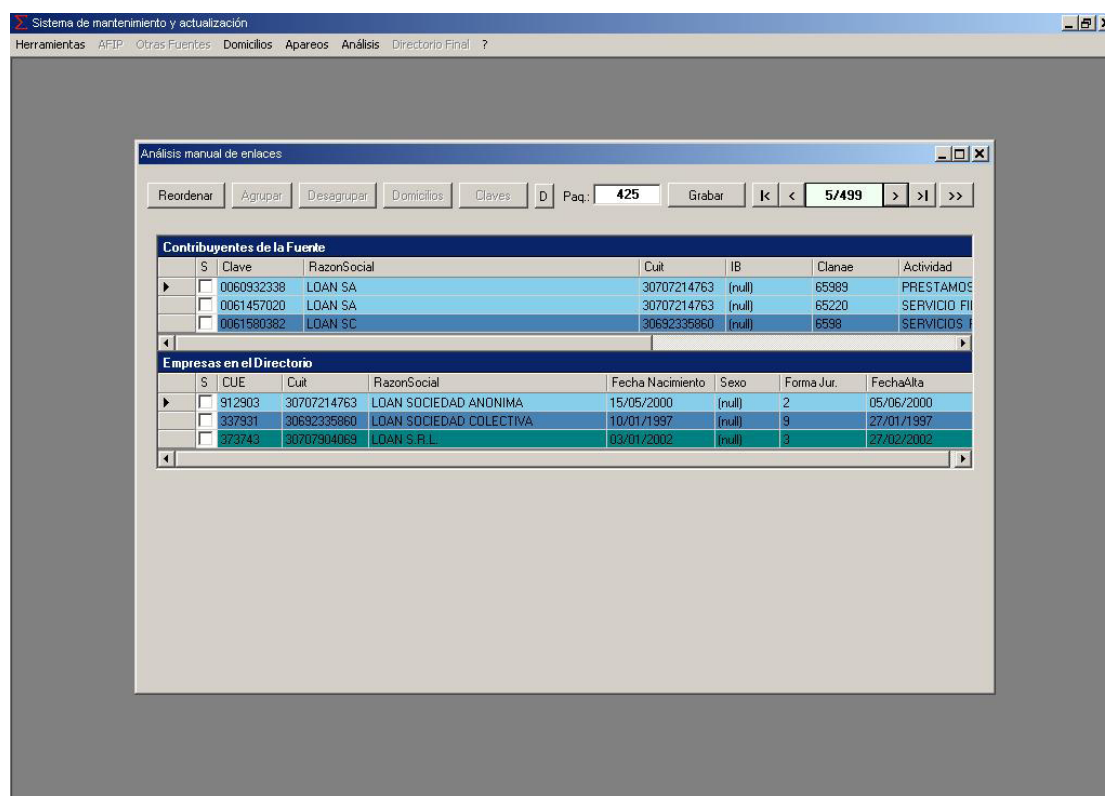 Sistema de mantenimiento y actualización
Herramientas AFIP Otras Fuentes Domicilios Apareos Análisis Directorio Final ?
Análisis manual de enlaces
Reordenar Agrupar Desagrupar Domicilios Claves D Paq.: 425 Grabar |< < 5/499 > >| >>
Contribuyentes de la Fuente
S Clave RazonSocial Cuit IB Clanae Actividad
0060932338 LOAN SA 30707214763 (null) 65989 PRESTAMOS
0061457020 LOAN SA 30707214763 (null) 65220 SERVICIO FI
0061580382 LOAN SC 30692335860 (null) 6598 SERVICIOS
Empresas en el Directorio
S CUE Cuit RazonSocial Fecha Nacimiento Sexo Forma Jur. FechaAlta
912903 30707214763 LOAN SOCIEDAD ANONIMA 15/05/2000 (null) 2 05/06/2000
337931 30692335860 LOAN SOCIEDAD COLECTIVA 10/01/1997 (null) 9 27/01/1997
373743 30707904069 LOAN S.R.L. 03/01/2002 (null) 3 27/02/2002